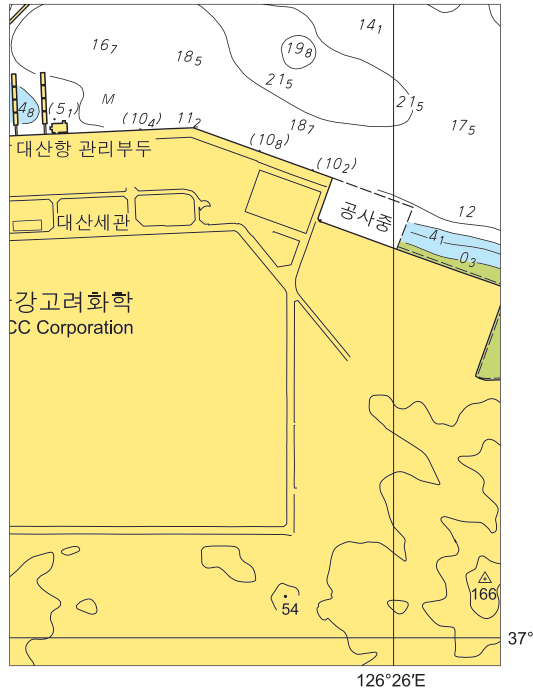 14₁
16₇
18₅
19₈
21₅
21₅
4₈
(5₁)
M
(10₄)
11₂
18₇
17₅
대산항 관리부두
(10₈)
(10₂)
대산세관
공사중
12
4₁
0₃
강고려화학
CC Corporation
166
54
37°
126°26′E